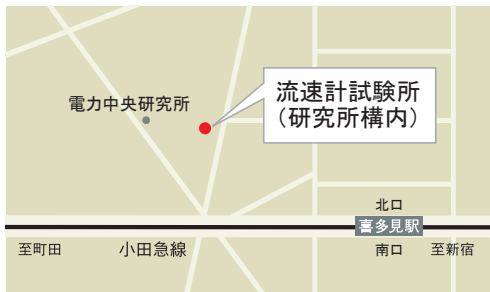 電力中央研究所
流速計試験所
（研究所構内）
北口
喜多見駅
至町田
小田急線
南口
至新宿